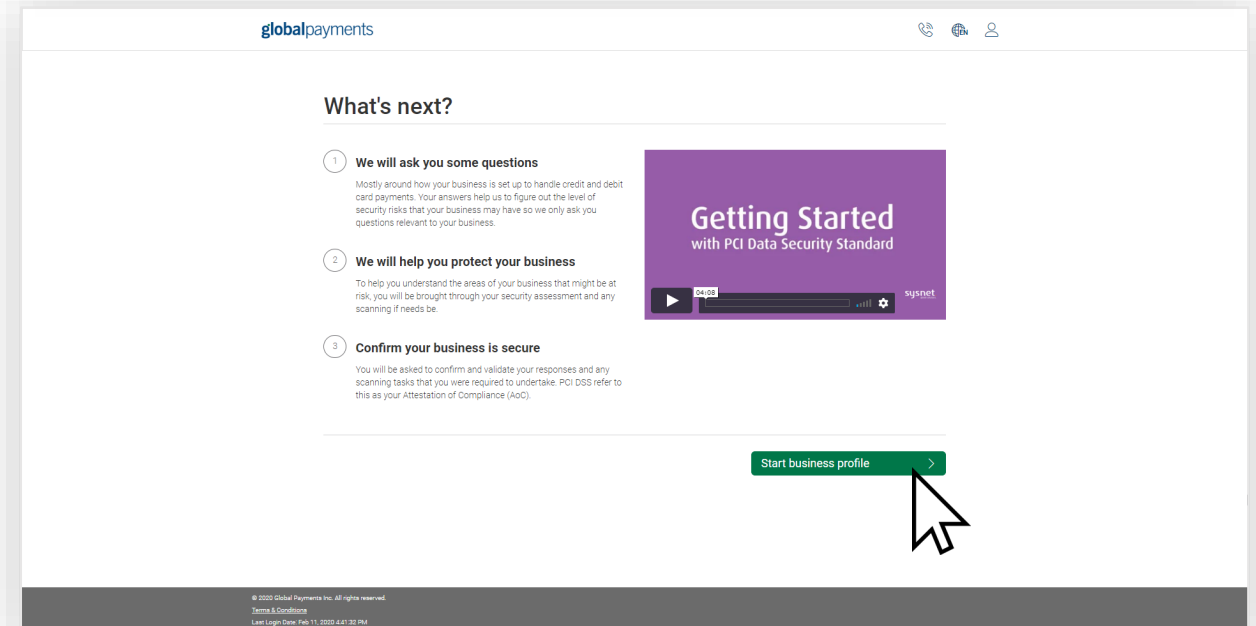 globalpayments
EN
What's next?
1
We will ask you some questions
Mostly around how your business is set up to handle credit and debit
card payments. Your answers help us to figure out the level of
security risks that your business may have so we only ask you
questions relevant to your business.
2
We will help you protect your business
To help you understand the areas of your business that might be at
risk, you will be brought through your security assessment and any
scanning if needs be.
3
Confirm your business is secure
You will be asked to confirm and validate your responses and any
scanning tasks that you were required to undertake. PCI DSS refer to
this as your Attestation of Compliance (AoC).
Getting Started
with PCI Data Security Standard
04:08
sysnet
Start business profile
© 2020 Global Payments Inc. All rights reserved.
Terms & Conditions
Last Login Date: Feb 11, 2020 4:41:32 PM